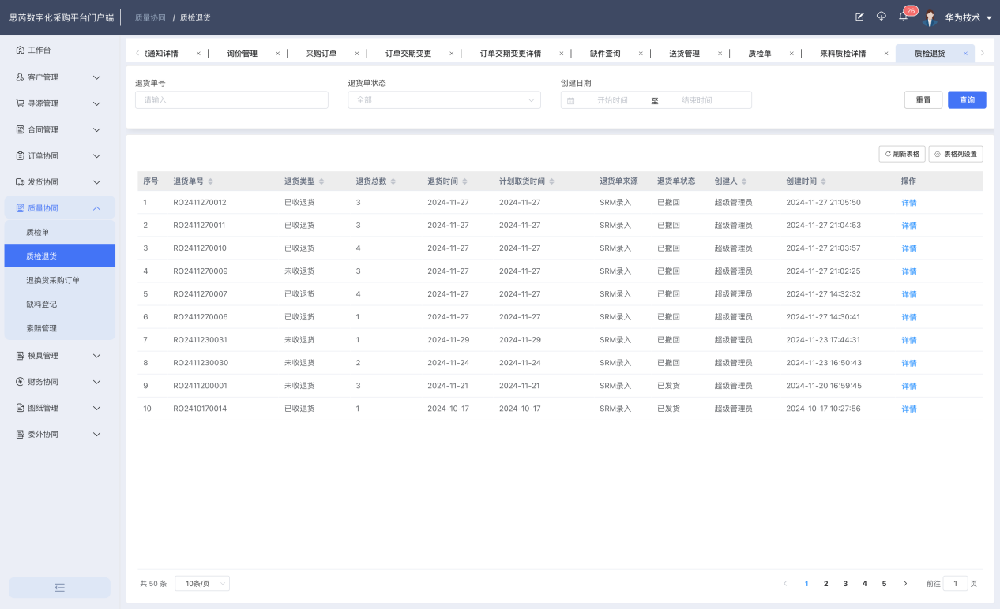 思芮数字化采购平台门户端 质量协同 / 质检退货 26 华为技术
工作台
客户管理
寻源管理
合同管理
订单协同
发货协同
质量协同
质检单
质检退货
退换货采购订单
缺料登记
索赔管理
模具管理
财务协同
图纸管理
委外协同
通知详情 × 询价管理 × 采购订单 × 订单交期变更 × 订单交期变更详情 × 缺件查询 × 送货管理 × 质检单 × 来料质检详情 × 质检退货 ×
退货单号 退货单状态 创建日期
请输入 全部 开始时间 至 结束时间 重置 查询
刷新表格 表格列设置
序号 退货单号 退货类型 退货总数 退货时间 计划取货时间 退货单来源 退货单状态 创建人 创建时间 操作
1 RO2411270012 已收退货 3 2024-11-27 2024-11-27 SRM录入 已撤回 超级管理员 2024-11-27 21:05:50 详情
2 RO2411270011 已收退货 3 2024-11-27 2024-11-27 SRM录入 已撤回 超级管理员 2024-11-27 21:04:53 详情
3 RO2411270010 已收退货 4 2024-11-27 2024-11-27 SRM录入 已撤回 超级管理员 2024-11-27 21:03:57 详情
4 RO2411270009 未收退货 3 2024-11-27 2024-11-27 SRM录入 已撤回 超级管理员 2024-11-27 21:02:25 详情
5 RO2411270007 已收退货 4 2024-11-27 2024-11-27 SRM录入 已撤回 超级管理员 2024-11-27 14:32:32 详情
6 RO2411270006 已收退货 1 2024-11-27 2024-11-27 SRM录入 已撤回 超级管理员 2024-11-27 14:30:41 详情
7 RO2411230031 未收退货 1 2024-11-29 2024-11-29 SRM录入 已撤回 超级管理员 2024-11-23 17:44:31 详情
8 RO2411230030 未收退货 2 2024-11-24 2024-11-24 SRM录入 已撤回 超级管理员 2024-11-23 16:50:43 详情
9 RO2411200001 未收退货 3 2024-11-21 2024-11-21 SRM录入 已发货 超级管理员 2024-11-20 16:59:45 详情
10 RO2410170014 已收退货 1 2024-10-17 2024-10-17 SRM录入 已发货 超级管理员 2024-10-17 10:27:56 详情
共 50 条 10条/页 1 2 3 4 5 前往 1 页